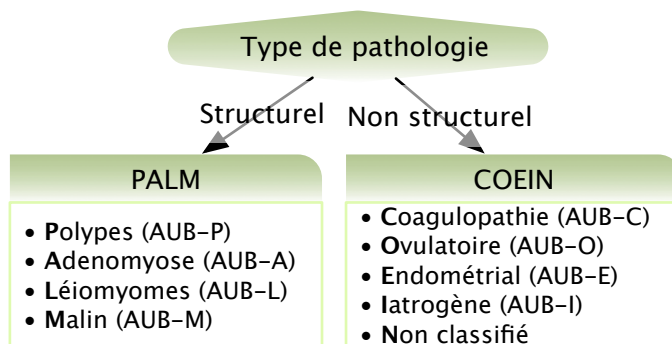 Type de pathologie
Structurel
Non structurel
PALM
• Polypes (AUB-P)
• Adenomyose (AUB-A)
• Léiomyomes (AUB-L)
• Malin (AUB-M)
COEIN
• Coagulopathie (AUB-C)
• Ovulatoire (AUB-O)
• Endométrial (AUB-E)
• Iatrogène (AUB-I)
• Non classifié